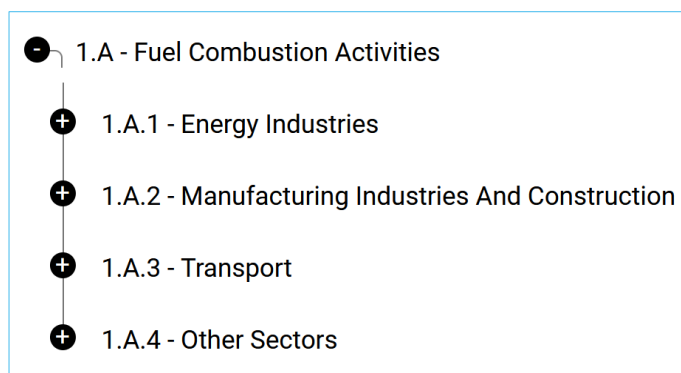 1.A - Fuel Combustion Activities
1.A.1 - Energy Industries
1.A.2 - Manufacturing Industries And Construction
1.A.3 - Transport
1.A.4 - Other Sectors